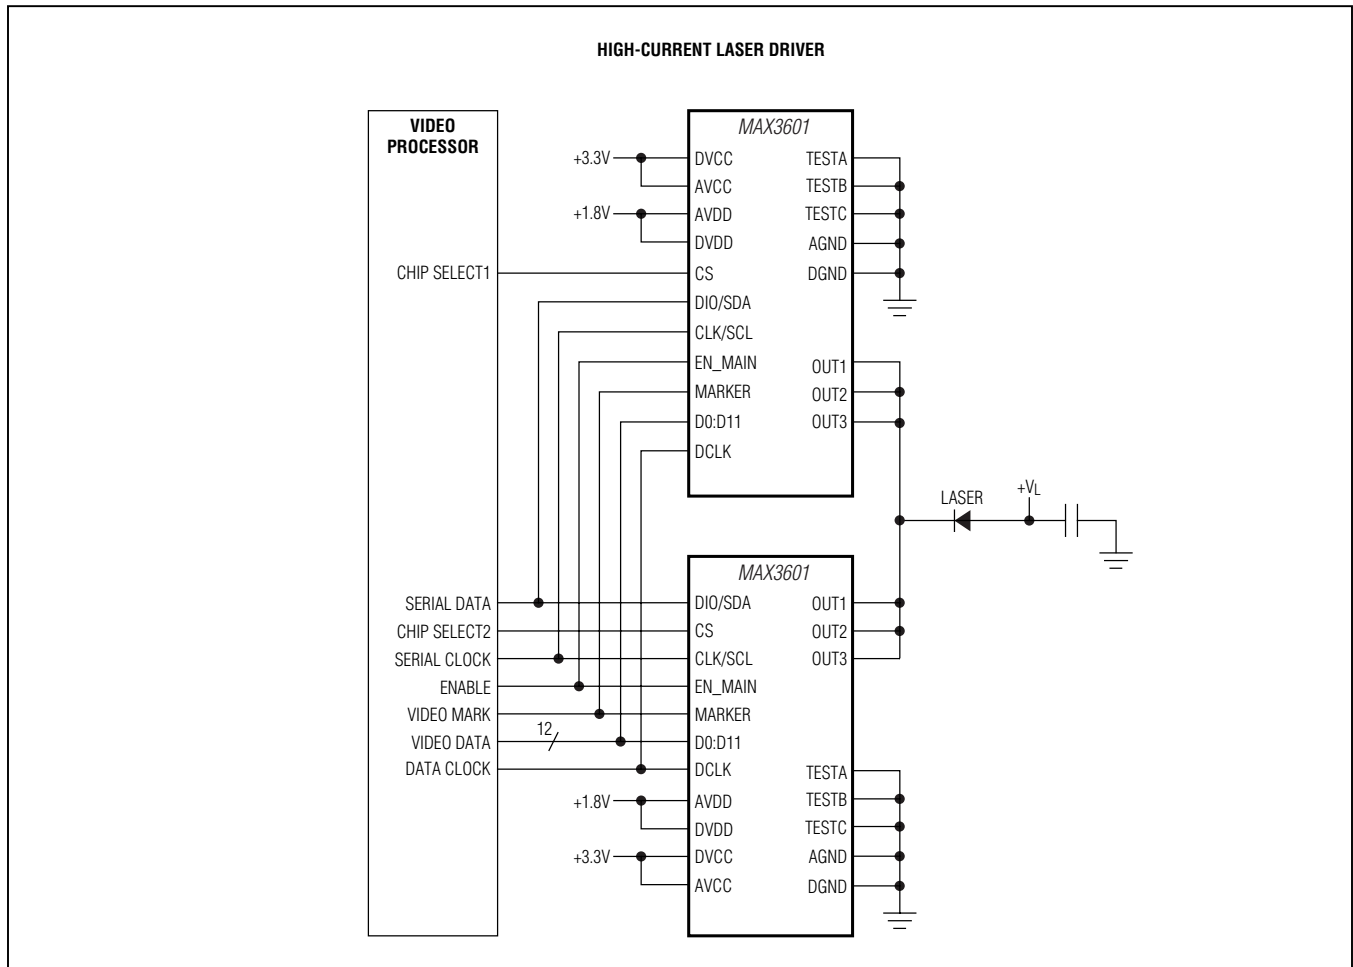 HIGH-CURRENT LASER DRIVER
VIDEO
PROCESSOR
CHIP SELECT1
SERIAL DATA
CHIP SELECT2
SERIAL CLOCK
ENABLE
VIDEO MARK
VIDEO DATA
DATA CLOCK
12
+3.3V
+1.8V
MAX3601
DVCC
AVCC
AVDD
DVDD
CS
DIO/SDA
CLK/SCL
EN_MAIN
MARKER
D0:D11
DCLK
TESTA
TESTB
TESTC
AGND
DGND
OUT1
OUT2
OUT3
LASER
+VL
MAX3601
DIO/SDA
CS
CLK/SCL
EN_MAIN
MARKER
D0:D11
DCLK
+1.8V
AVDD
DVDD
+3.3V
DVCC
AVCC
OUT1
OUT2
OUT3
TESTA
TESTB
TESTC
AGND
DGND